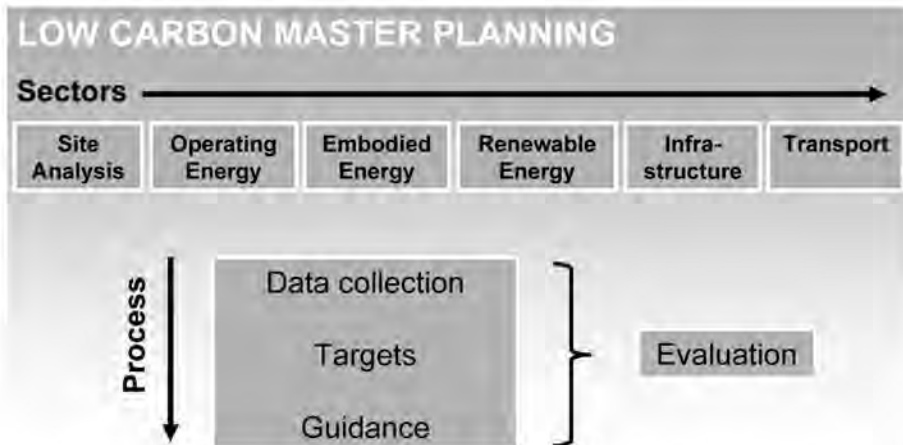 LOW CARBON MASTER PLANNING
Sectors
Site
Analysis
Operating
Energy
Embodied
Energy
Renewable
Energy
Infra-
structure
Transport
Process
Data collection
Targets
Guidance
Evaluation